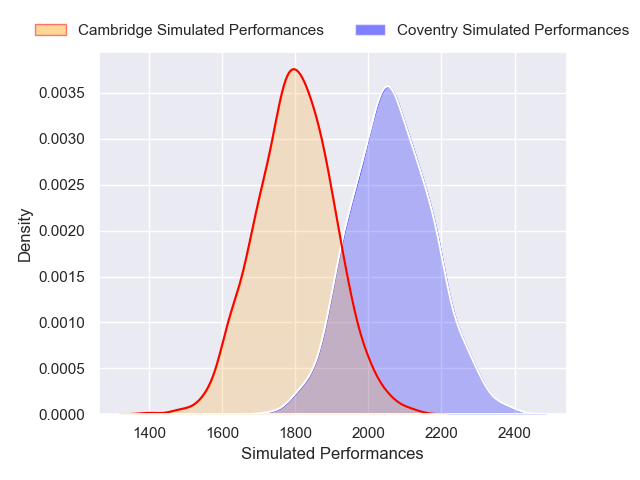 Cambridge Simulated Performances Coventry Simulated Performances
0.0035
0.0030
0.0025
0.0020
0.0015
0.0010
0.0005
0.0000
Density
1400 1600 1800 2000 2200 2400
Simulated Performances